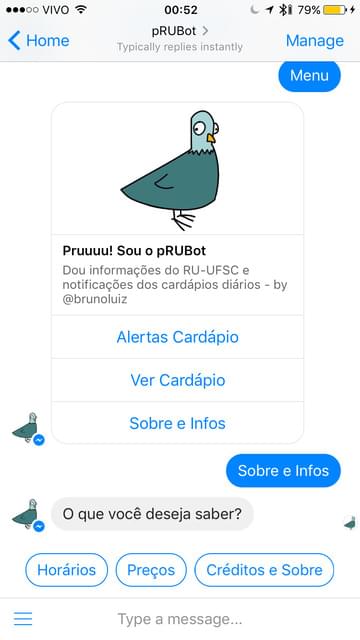 VIVO
00:52
79%
Home
pRUBot
Typically replies instantly
Manage
Menu
Pruuuu! Sou o pRUBot
Dou informações do RU-UFSC e
notificações dos cardápios diários - by
@brunoluiz
Alertas Cardápio
Ver Cardápio
Sobre e Infos
Sobre e Infos
O que você deseja saber?
Horários
Preços
Créditos e Sobre
Type a message...